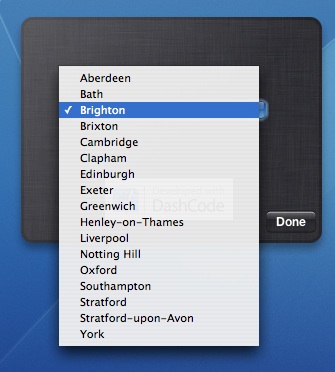 Aberdeen
Bath
✓ Brighton
Brixton
Cambridge
Clapham
Edinburgh
Exeter
Greenwich
Henley-on-Thames
Liverpool
Notting Hill
Oxford
Southampton
Stratford
Stratford-upon-Avon
York
DashCode
Done